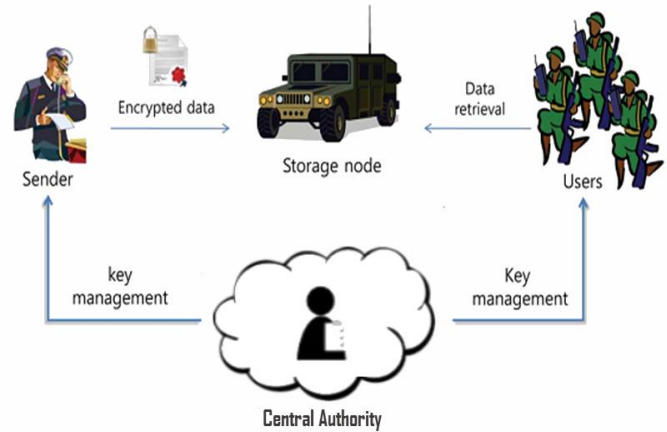 Encrypted data
Data
retrieval
Sender
Storage node
Users
key
management
Key
management
Central Authority